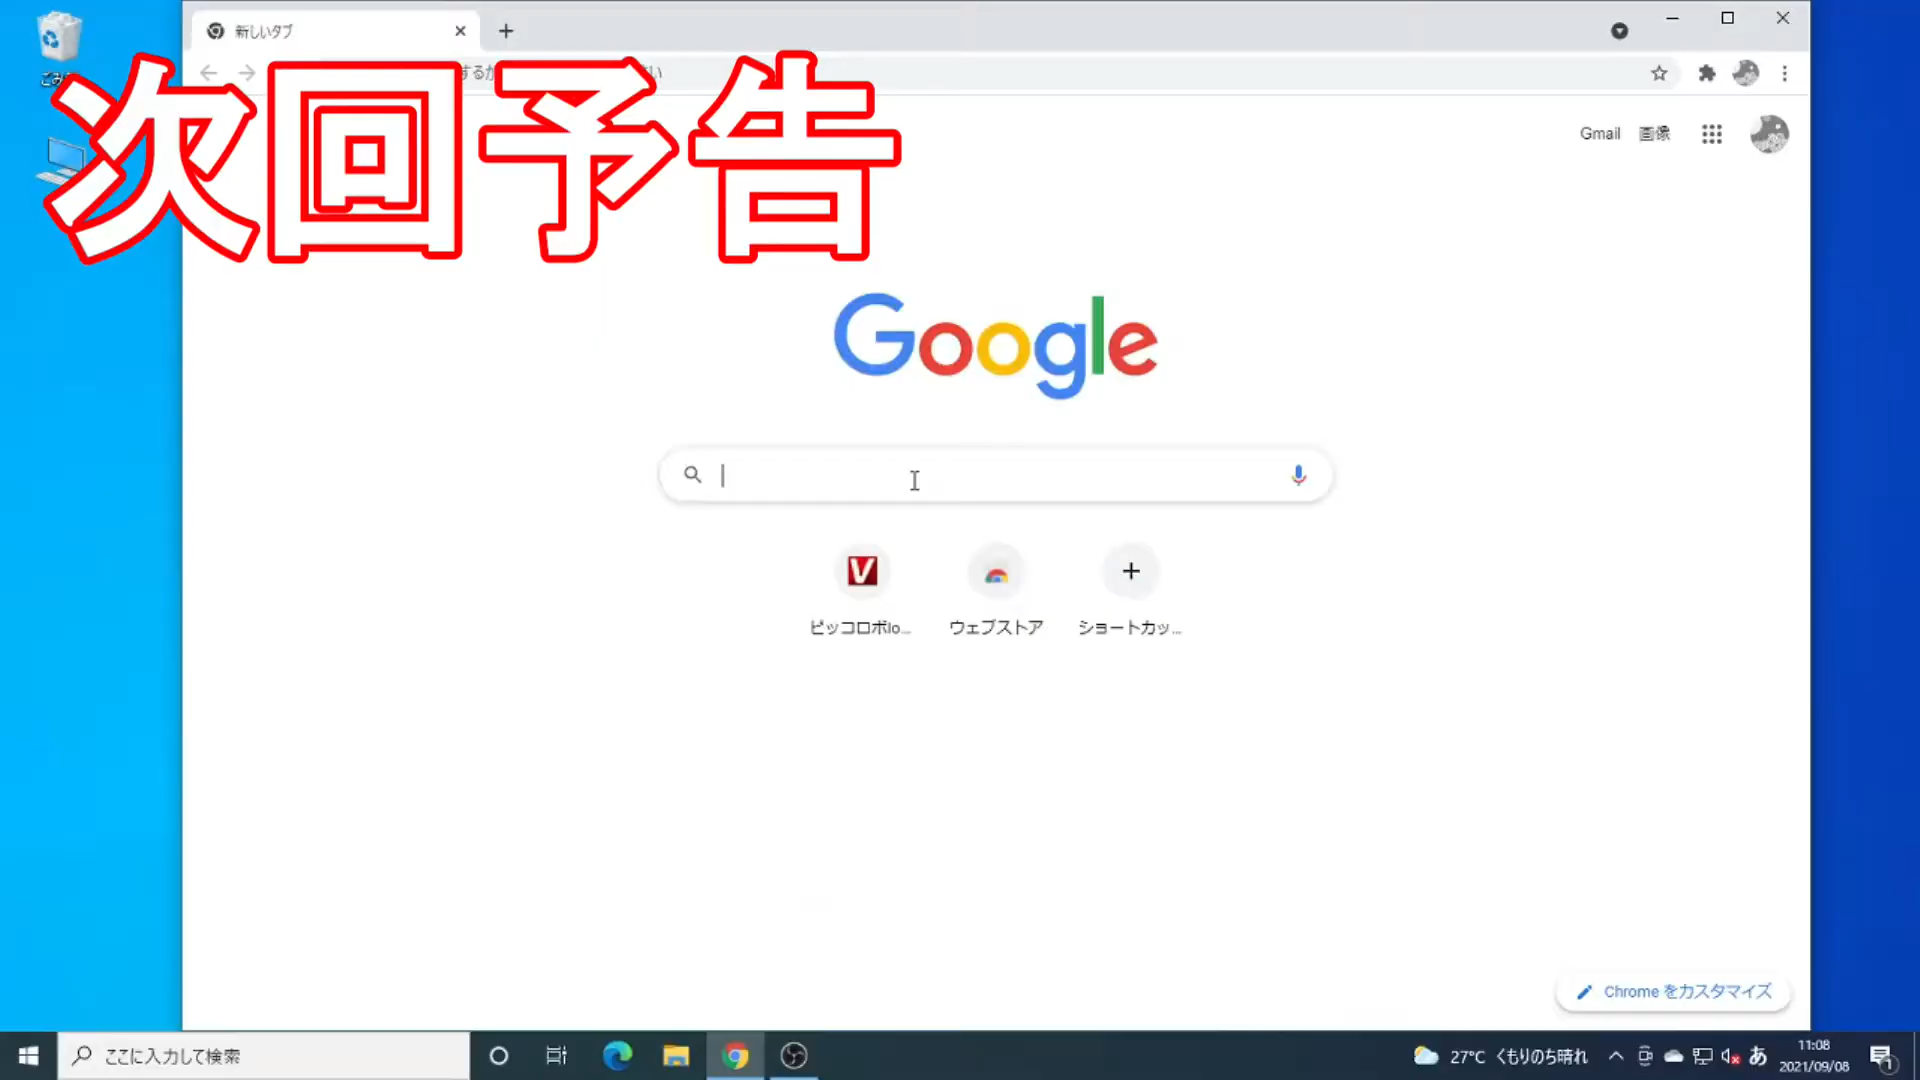 新しいタブ
次回予告
Gmail 画像
Google
V
ピッコロボlo... ウェブストア ショートカッ...
Chrome をカスタマイズ
ここに入力して検索
27°C くもりのち晴れ あ 11:08
2021/09/08
1